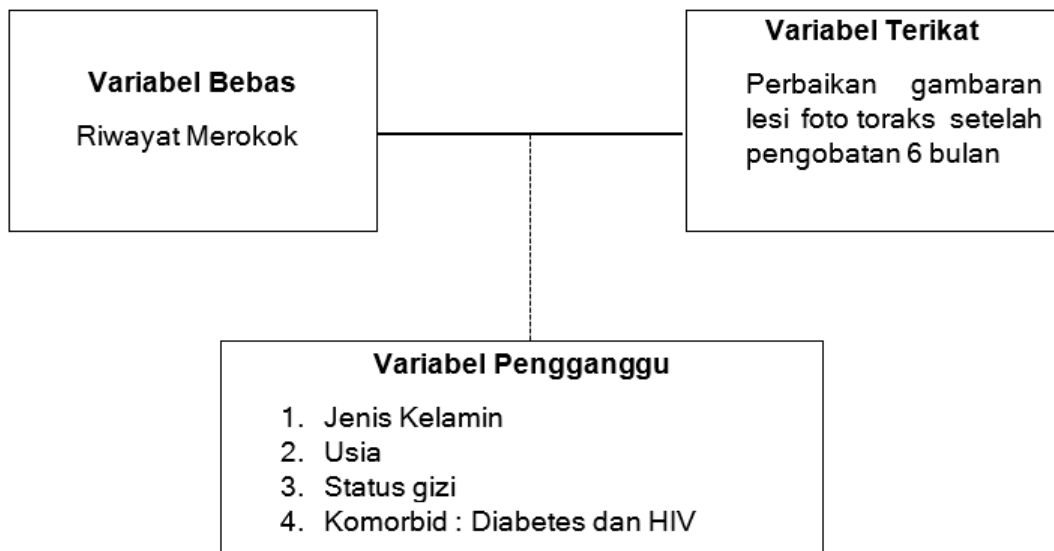 Variabel Bebas
Riwayat Merokok
Variabel Terikat
Perbaikan gambaran
lesi foto toraks setelah
pengobatan 6 bulan
Variabel Pengganggu
1. Jenis Kelamin
2. Usia
3. Status gizi
4. Komorbid : Diabetes dan HIV